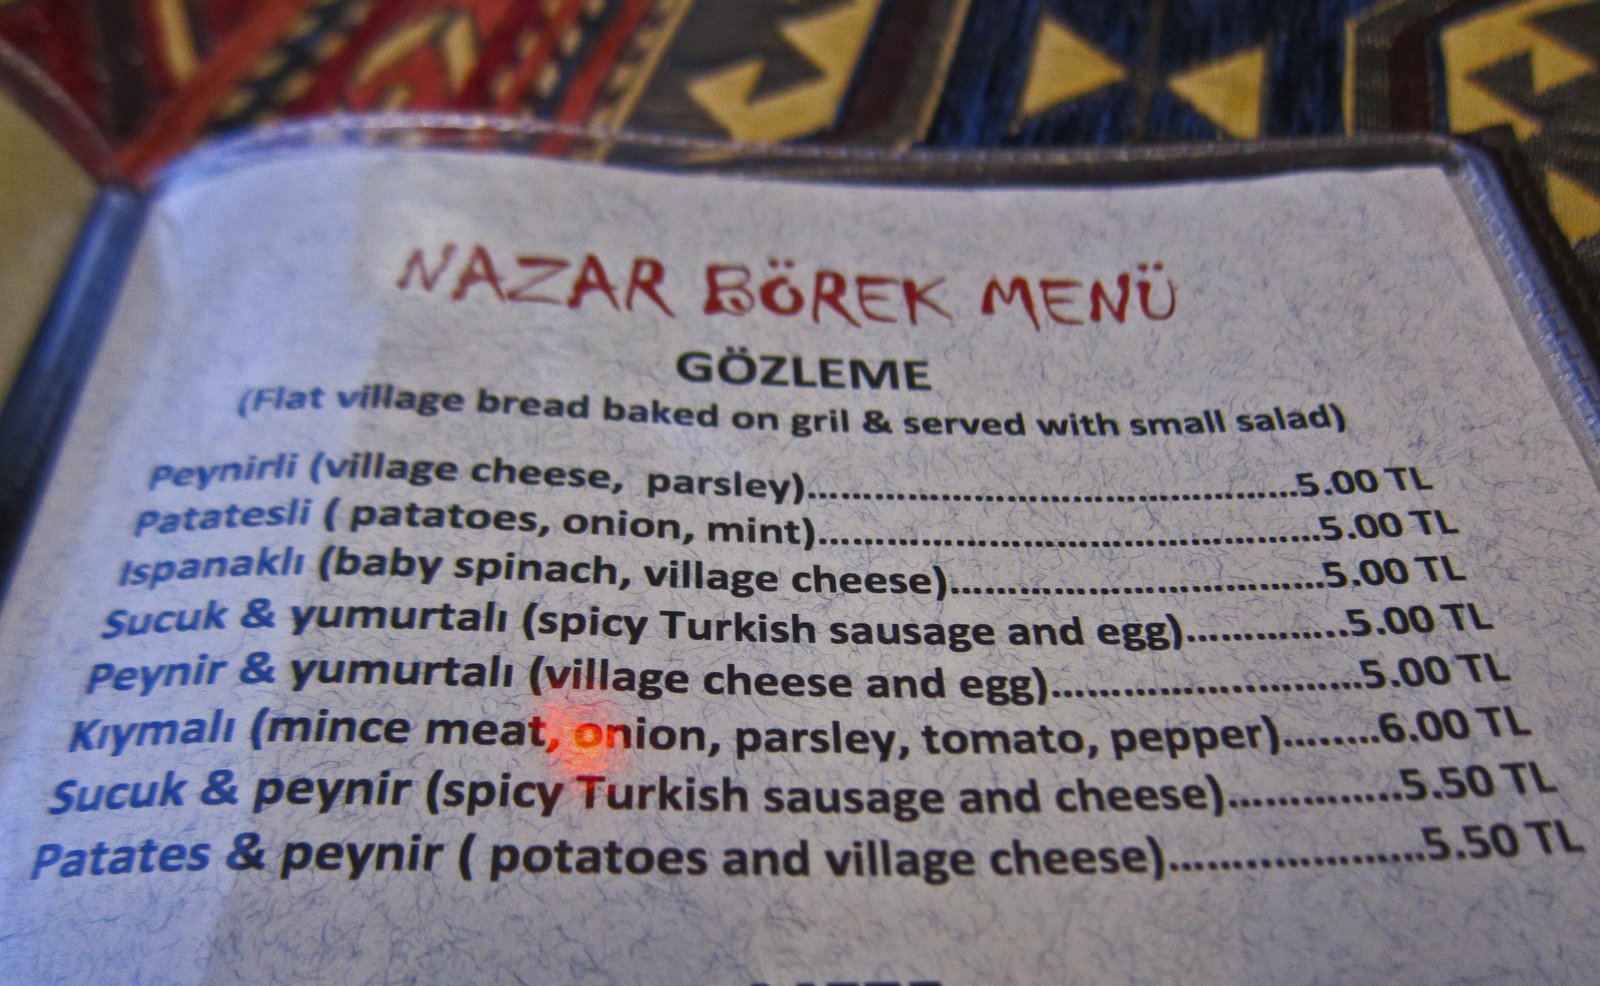 NAZAR BÖREK MENÜ
GÖZLEME
(Flat village bread baked on gril & served with small salad)
Peynirli (village cheese, parsley)............................................5.00 TL
Patatesli ( patatoes, onion, mint).............................................5.00 TL
Ispanaklı (baby spinach, village cheese)..................................5.00 TL
Sucuk & yumurtalı (spicy Turkish sausage and egg)..............5.00 TL
Peynir & yumurtalı (village cheese and egg)...........................5.00 TL
Kıymalı (mince meat, onion, parsley, tomato, pepper)........6.00 TL
Sucuk & peynir (spicy Turkish sausage and cheese)..............5.50 TL
Patates & peynir ( potatoes and village cheese).....................5.50 TL